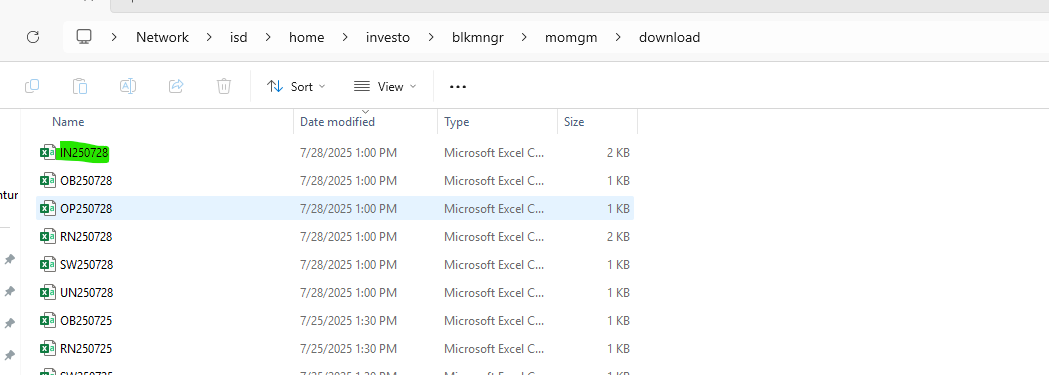 Network > isd > home > investo > blkmngr > momgm > download
Sort View ...
Name Date modified Type Size
IN250728 7/28/2025 1:00 PM Microsoft Excel C... 2 KB
OB250728 7/28/2025 1:00 PM Microsoft Excel C... 1 KB
OP250728 7/28/2025 1:00 PM Microsoft Excel C... 1 KB
RN250728 7/28/2025 1:00 PM Microsoft Excel C... 2 KB
SW250728 7/28/2025 1:00 PM Microsoft Excel C... 1 KB
UN250728 7/28/2025 1:00 PM Microsoft Excel C... 1 KB
OB250725 7/25/2025 1:30 PM Microsoft Excel C... 1 KB
RN250725 7/25/2025 1:30 PM Microsoft Excel C... 1 KB